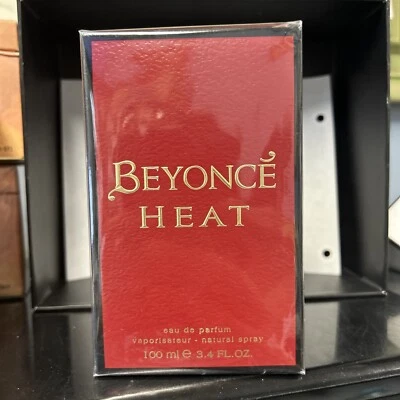 BEYONCÉ
HEAT
eau de parfum
vaporisateur - natural spray
100 ml e 3.4 FL.OZ.